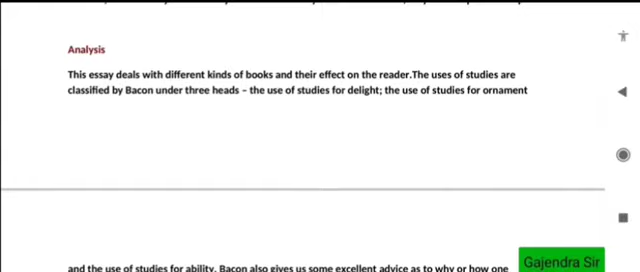 Analysis
This essay deals with different kinds of books and their effect on the reader.The uses of studies are
classified by Bacon under three heads – the use of studies for delight; the use of studies for ornament
and the use of studies for ability. Bacon also gives us some excellent advice as to why or how one
Gajendra Sir